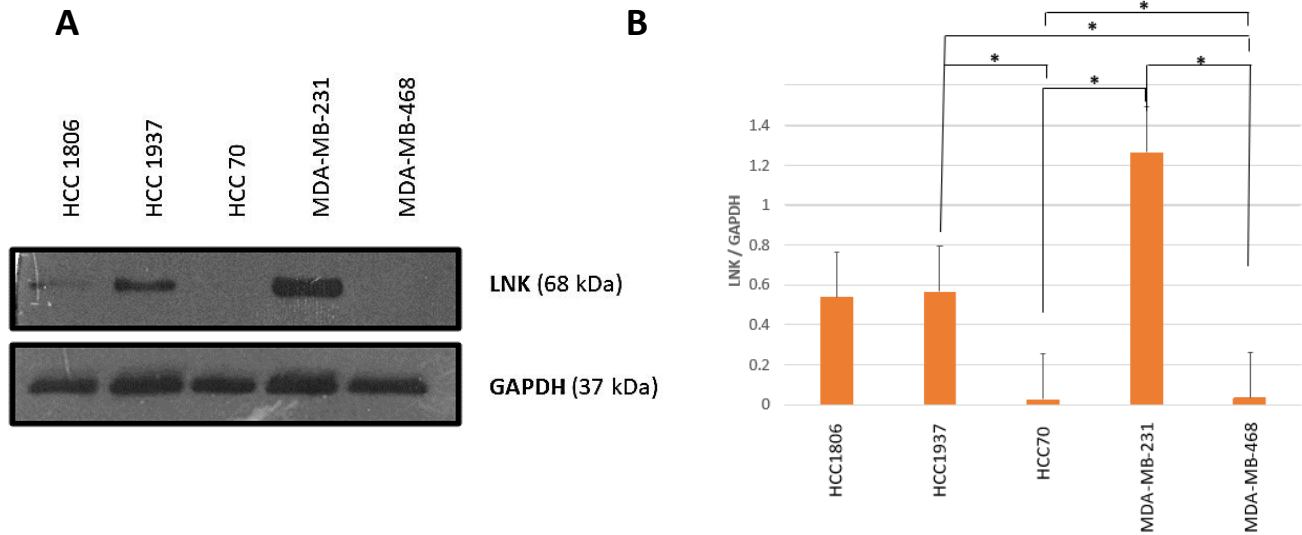 A
HCC 1806
HCC 1937
HCC 70
MDA-MB-231
MDA-MB-468
LNK (68 kDa)
GAPDH (37 kDa)
B
*
*
*
*
*
LNK / GAPDH
1.4
1.2
1
0.8
0.6
0.4
0.2
0
HCC1806
HCC1937
HCC70
MDA-MB-231
MDA-MB-468